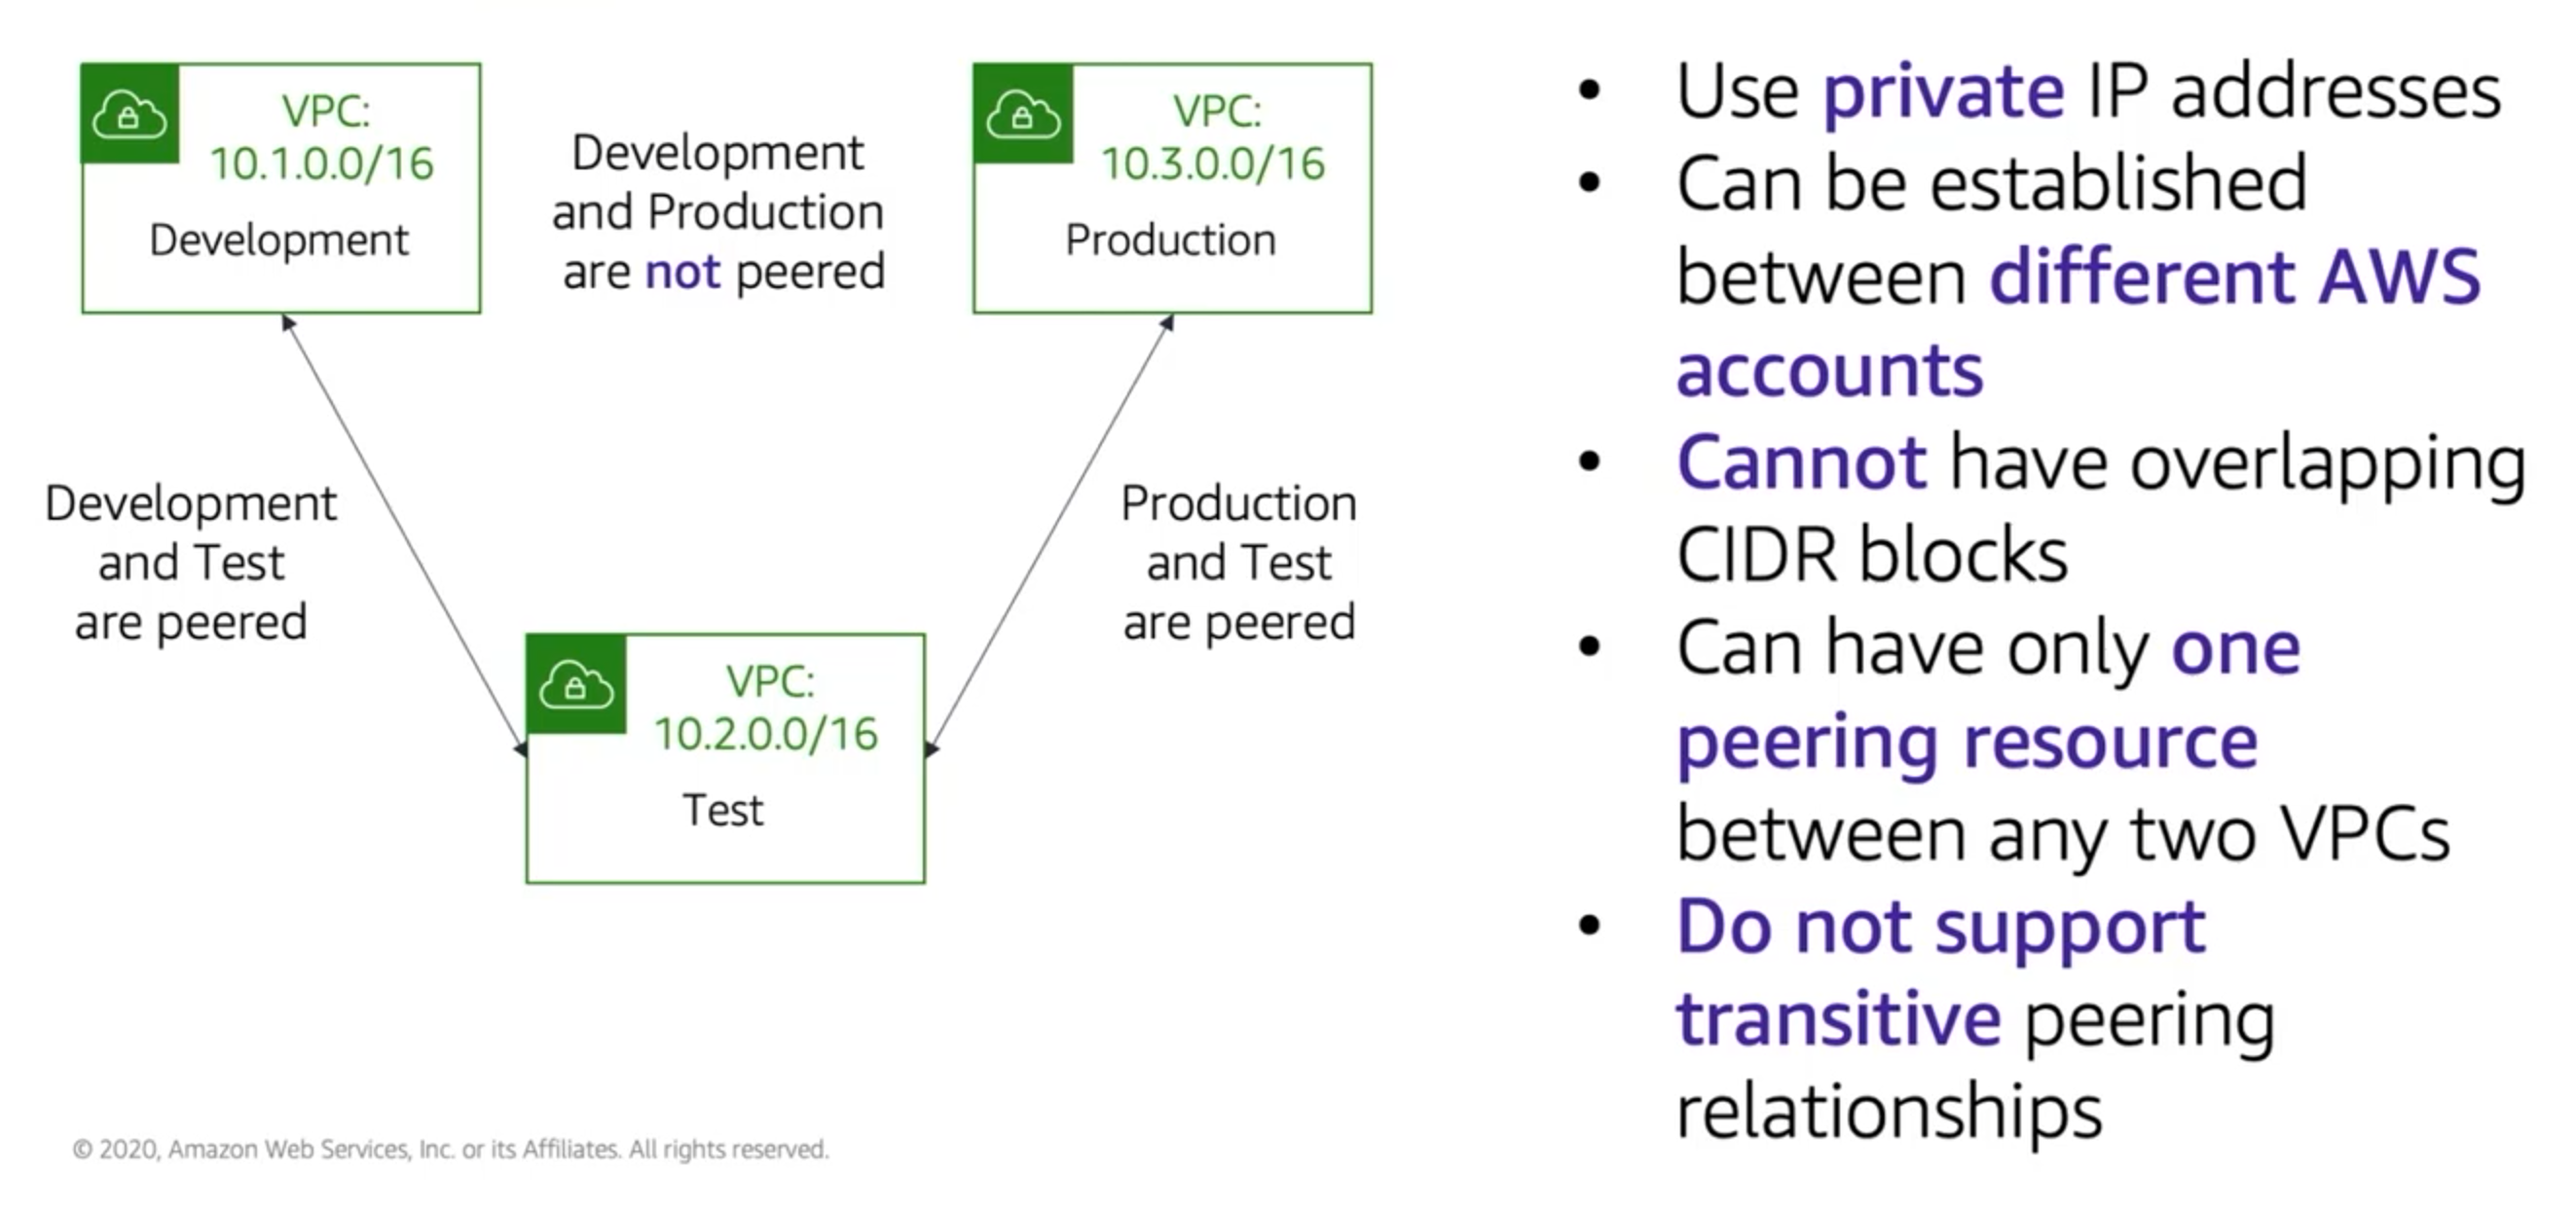 VPC:
10.1.0.0/16
Development
Development
and Production
are not peered
VPC:
10.3.0.0/16
Production
Development
and Test
are peered
Production
and Test
are peered
VPC:
10.2.0.0/16
Test
• Use private IP addresses
• Can be established
between different AWS
accounts
• Cannot have overlapping
CIDR blocks
• Can have only one
peering resource
between any two VPCs
• Do not support
transitive peering
relationships
© 2020, Amazon Web Services, Inc. or its Affiliates. All rights reserved.